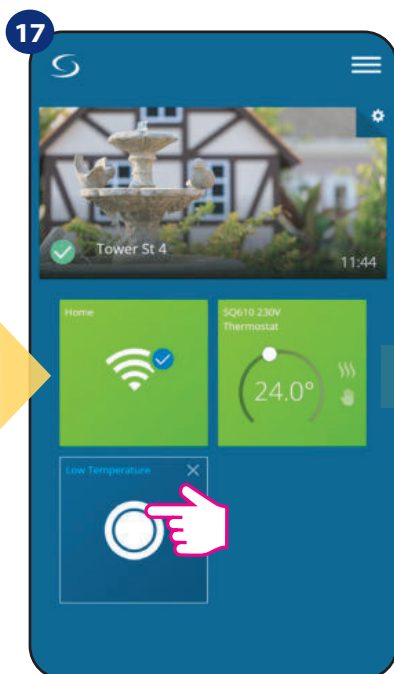 17
Tower St 4
11:44
Home
SQ610 230V
Thermostat
24.0°
Low Temperature